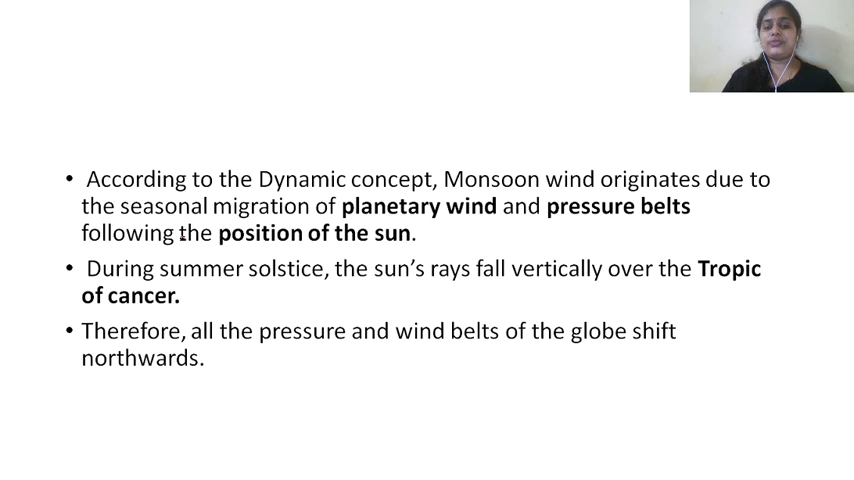 • According to the Dynamic concept, Monsoon wind originates due to
the seasonal migration of planetary wind and pressure belts
following the position of the sun.
• During summer solstice, the sun’s rays fall vertically over the Tropic
of cancer.
• Therefore, all the pressure and wind belts of the globe shift
northwards.